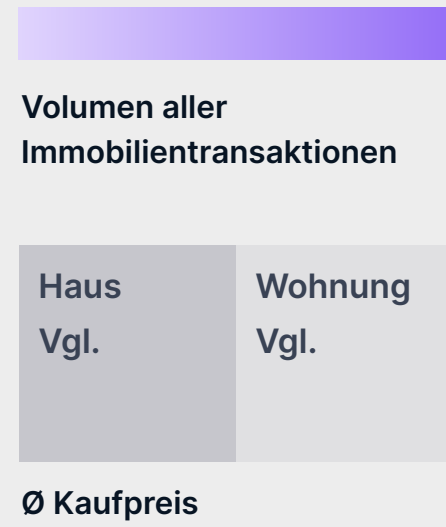 Volumen aller
Immobilientransaktionen
Haus
Vgl.
Wohnung
Vgl.
Ø Kaufpreis